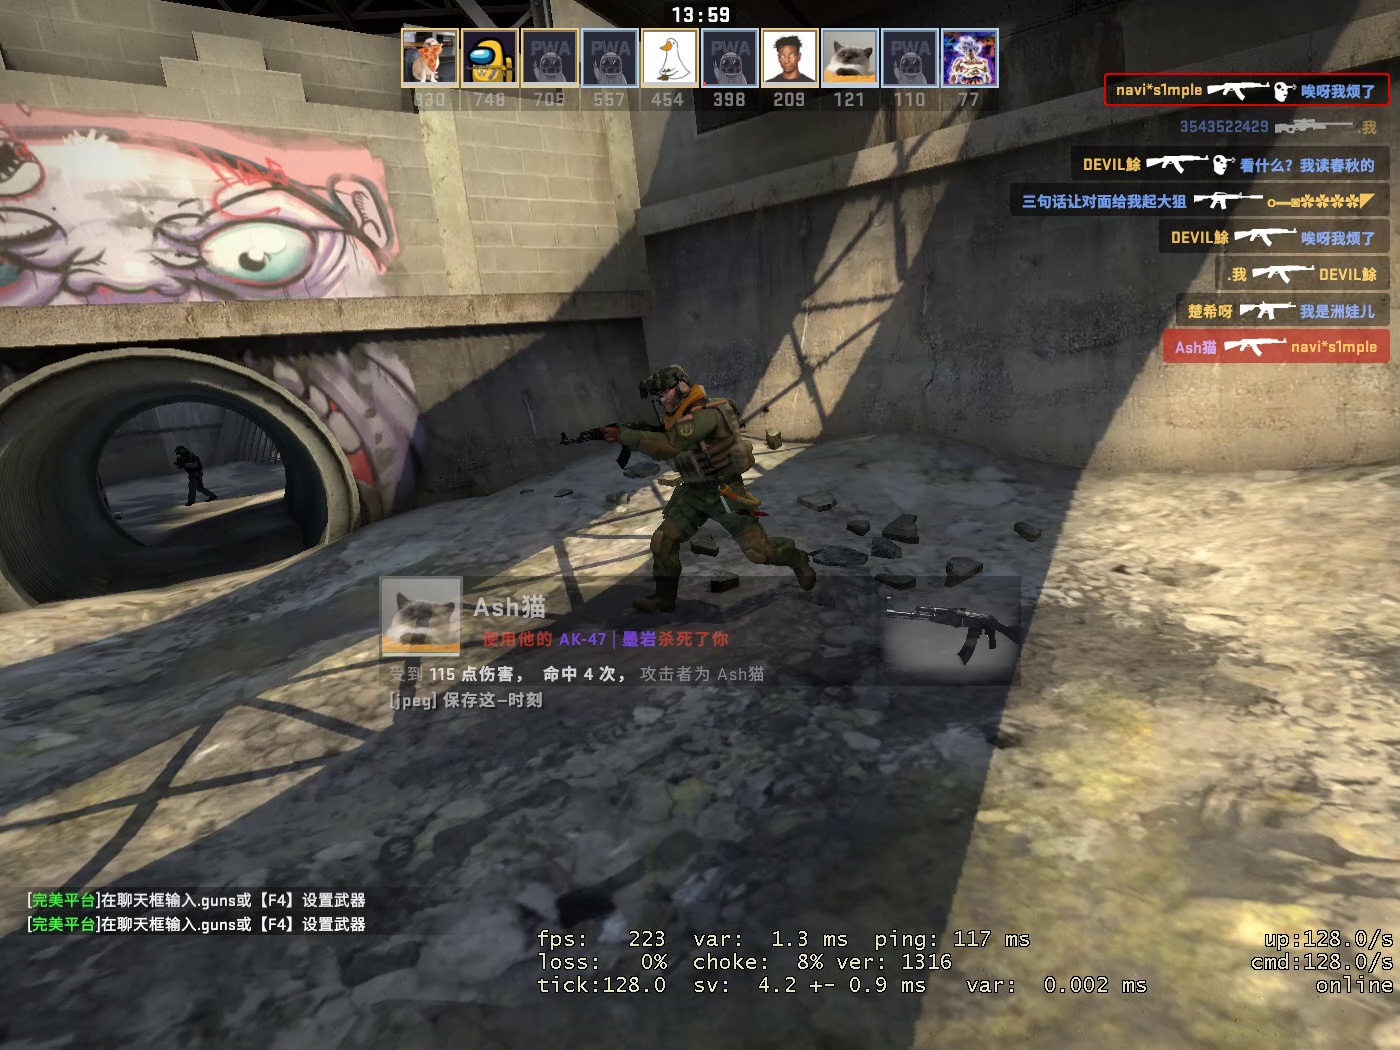 13:59
PWA PWA PWA PWA
830 748 705 557 454 398 209 121 110 77
navi*s1mple 唉呀我烦了
3543522429 .我
DEVIL鮽 看什么？我读春秋的
三句话让对面给我起大狙
DEVIL鮽 唉呀我烦了
.我 DEVIL鮽
楚希呀 我是洲娃儿
Ash猫 navi*s1mple
Ash猫
使用他的 AK-47 | 墨岩杀死了你
受到 115 点伤害， 命中 4 次， 攻击者为 Ash猫
[jpeg] 保存这一时刻
[完美平台]在聊天框输入.guns或【F4】设置武器
[完美平台]在聊天框输入.guns或【F4】设置武器
fps: 223 var: 1.3 ms ping: 117 ms up:128.0/s
loss: 0% choke: 8% ver: 1316 cmd:128.0/s
tick:128.0 sv: 4.2 +- 0.9 ms var: 0.002 ms online